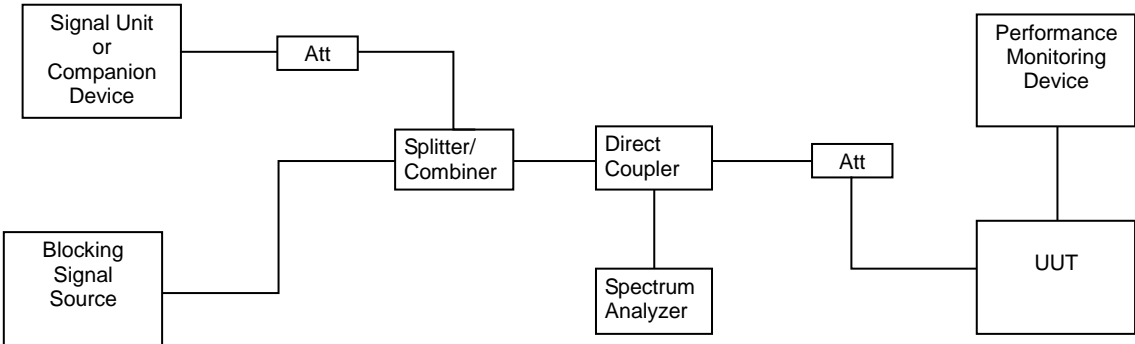 Signal Unit
or
Companion
Device
Att
Performance
Monitoring
Device
Splitter/
Combiner
Direct
Coupler
Att
Blocking
Signal
Source
Spectrum
Analyzer
UUT